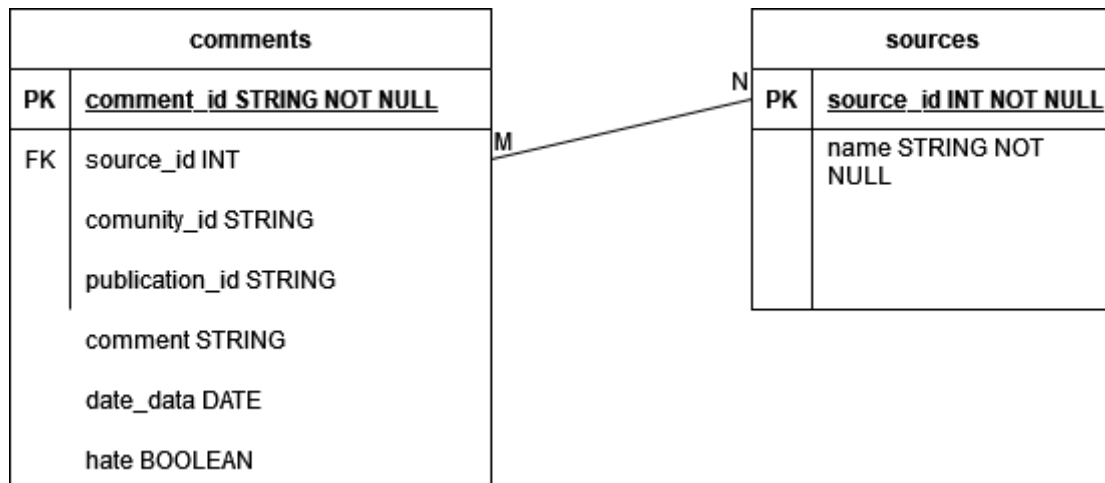 comments
PK comment_id STRING NOT NULL
FK source_id INT
comunity_id STRING
publication_id STRING
comment STRING
date_data DATE
hate BOOLEAN
M
N
sources
PK source_id INT NOT NULL
name STRING NOT
NULL